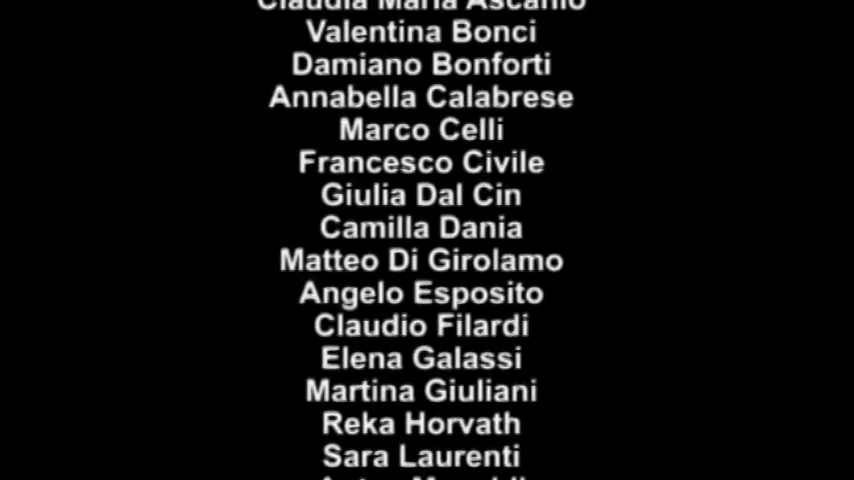 Claudia Maria Ascanio
Valentina Bonci
Damiano Bonforti
Annabella Calabrese
Marco Celli
Francesco Civile
Giulia Dal Cin
Camilla Dania
Matteo Di Girolamo
Angelo Esposito
Claudio Filardi
Elena Galassi
Martina Giuliani
Reka Horvath
Sara Laurenti